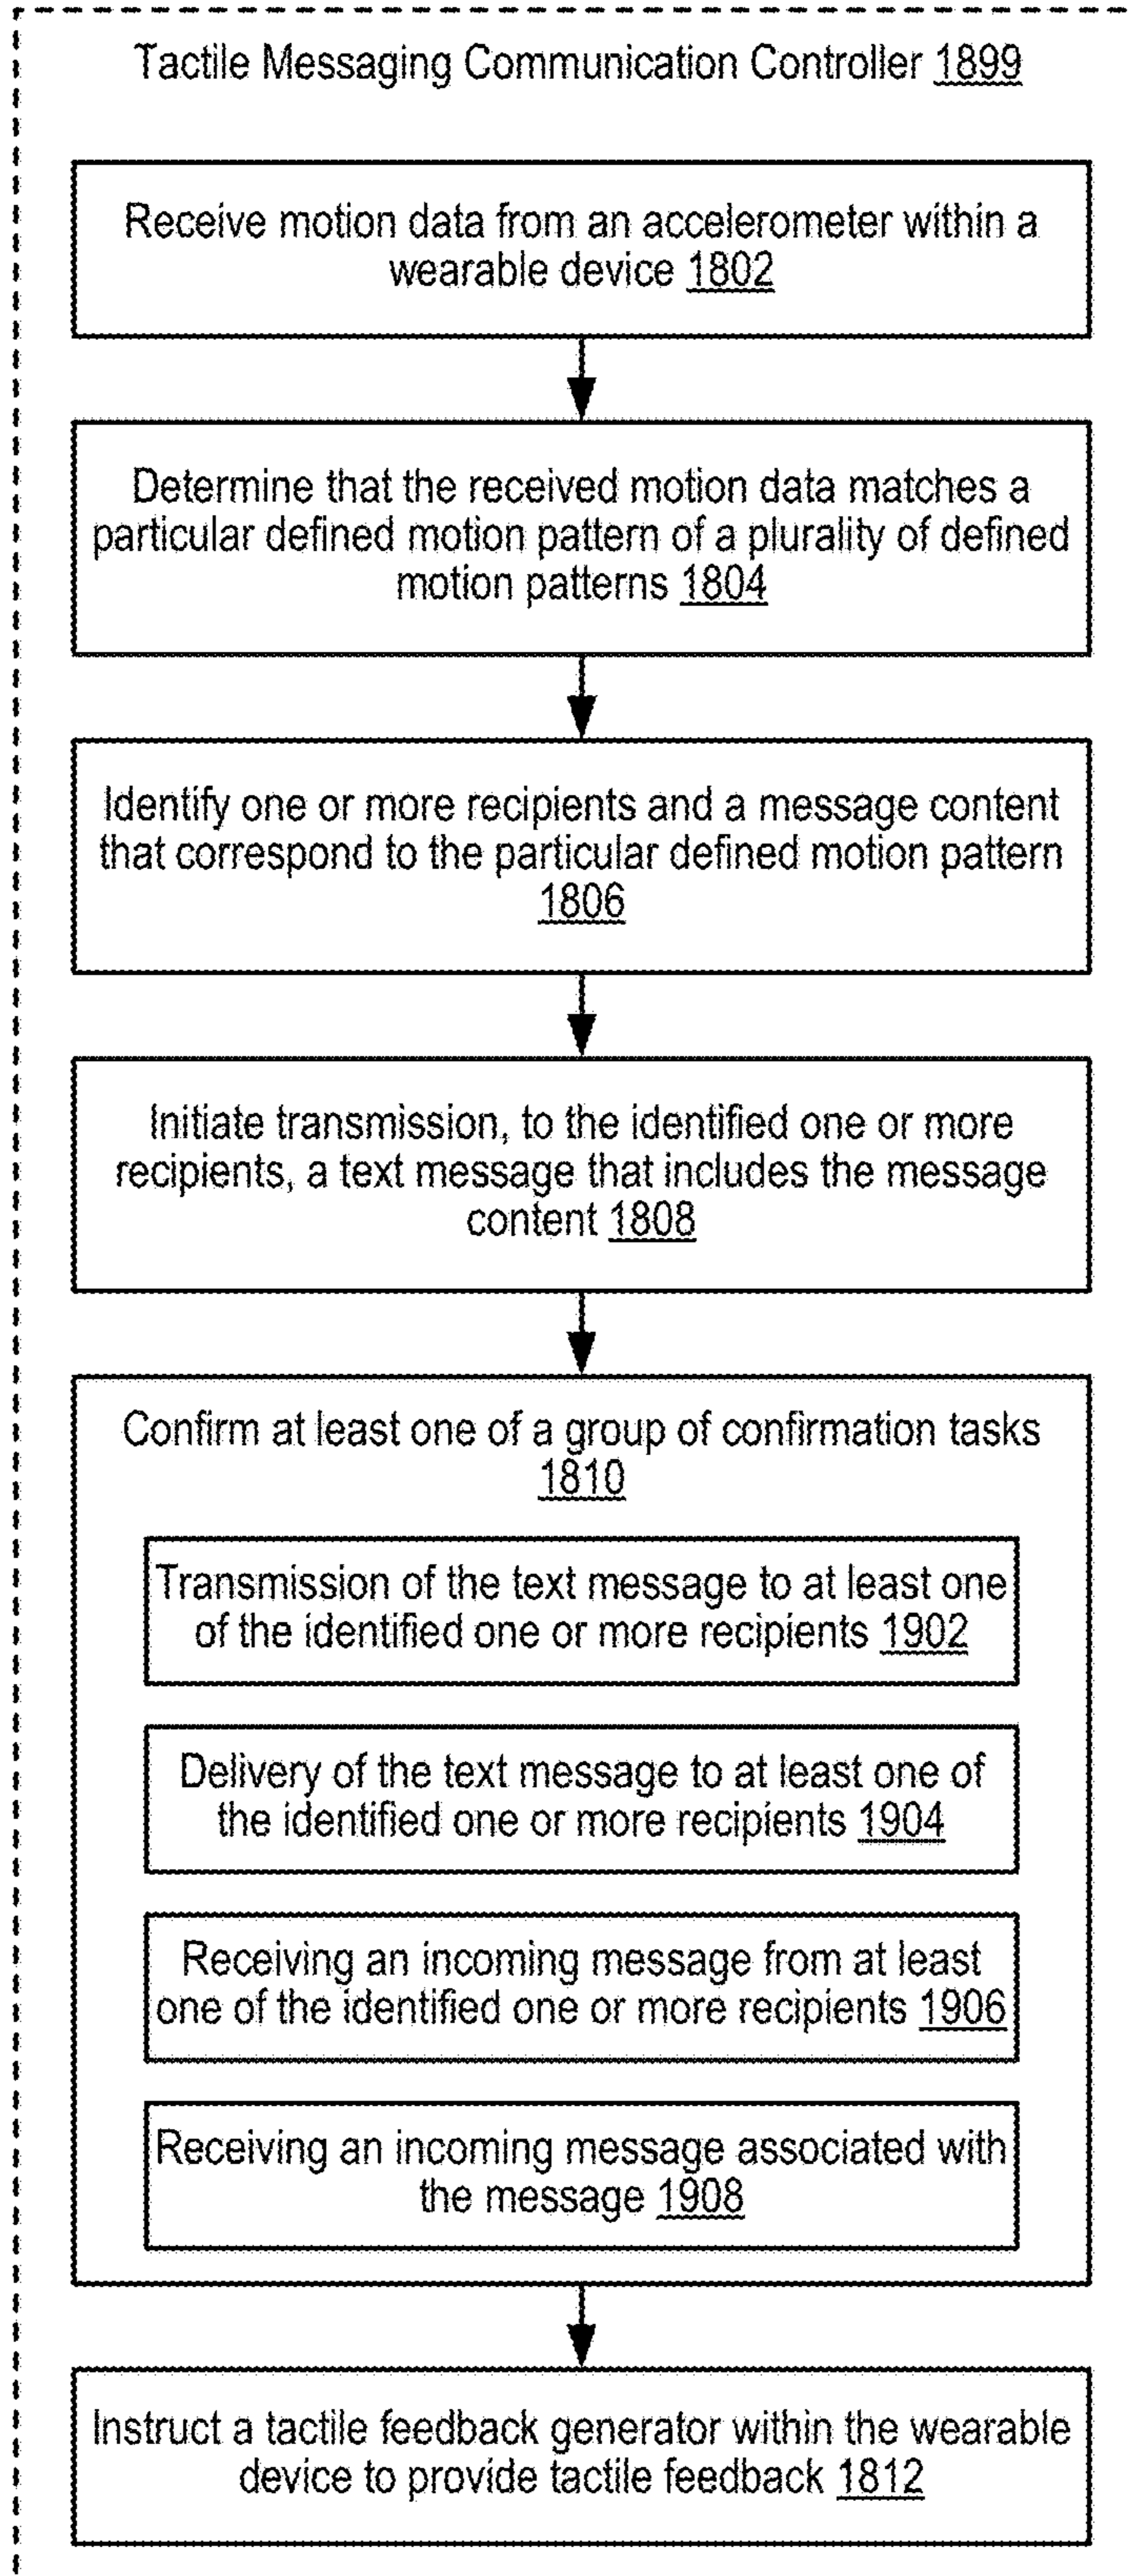 Tactile Messaging Communication Controller 1899
Receive motion data from an accelerometer within a
wearable device 1802
Determine that the received motion data matches a
particular defined motion pattern of a plurality of defined
motion patterns 1804
Identify one or more recipients and a message content
that correspond to the particular defined motion pattern
1806
Initiate transmission, to the identified one or more
recipients, a text message that includes the message
content 1808
Confirm at least one of a group of confirmation tasks
1810
Transmission of the text message to at least one
of the identified one or more recipients 1902
Delivery of the text message to at least one of
the identified one or more recipients 1904
Receiving an incoming message from at least
one of the identified one or more recipients 1906
Receiving an incoming message associated with
the message 1908
Instruct a tactile feedback generator within the wearable
device to provide tactile feedback 1812